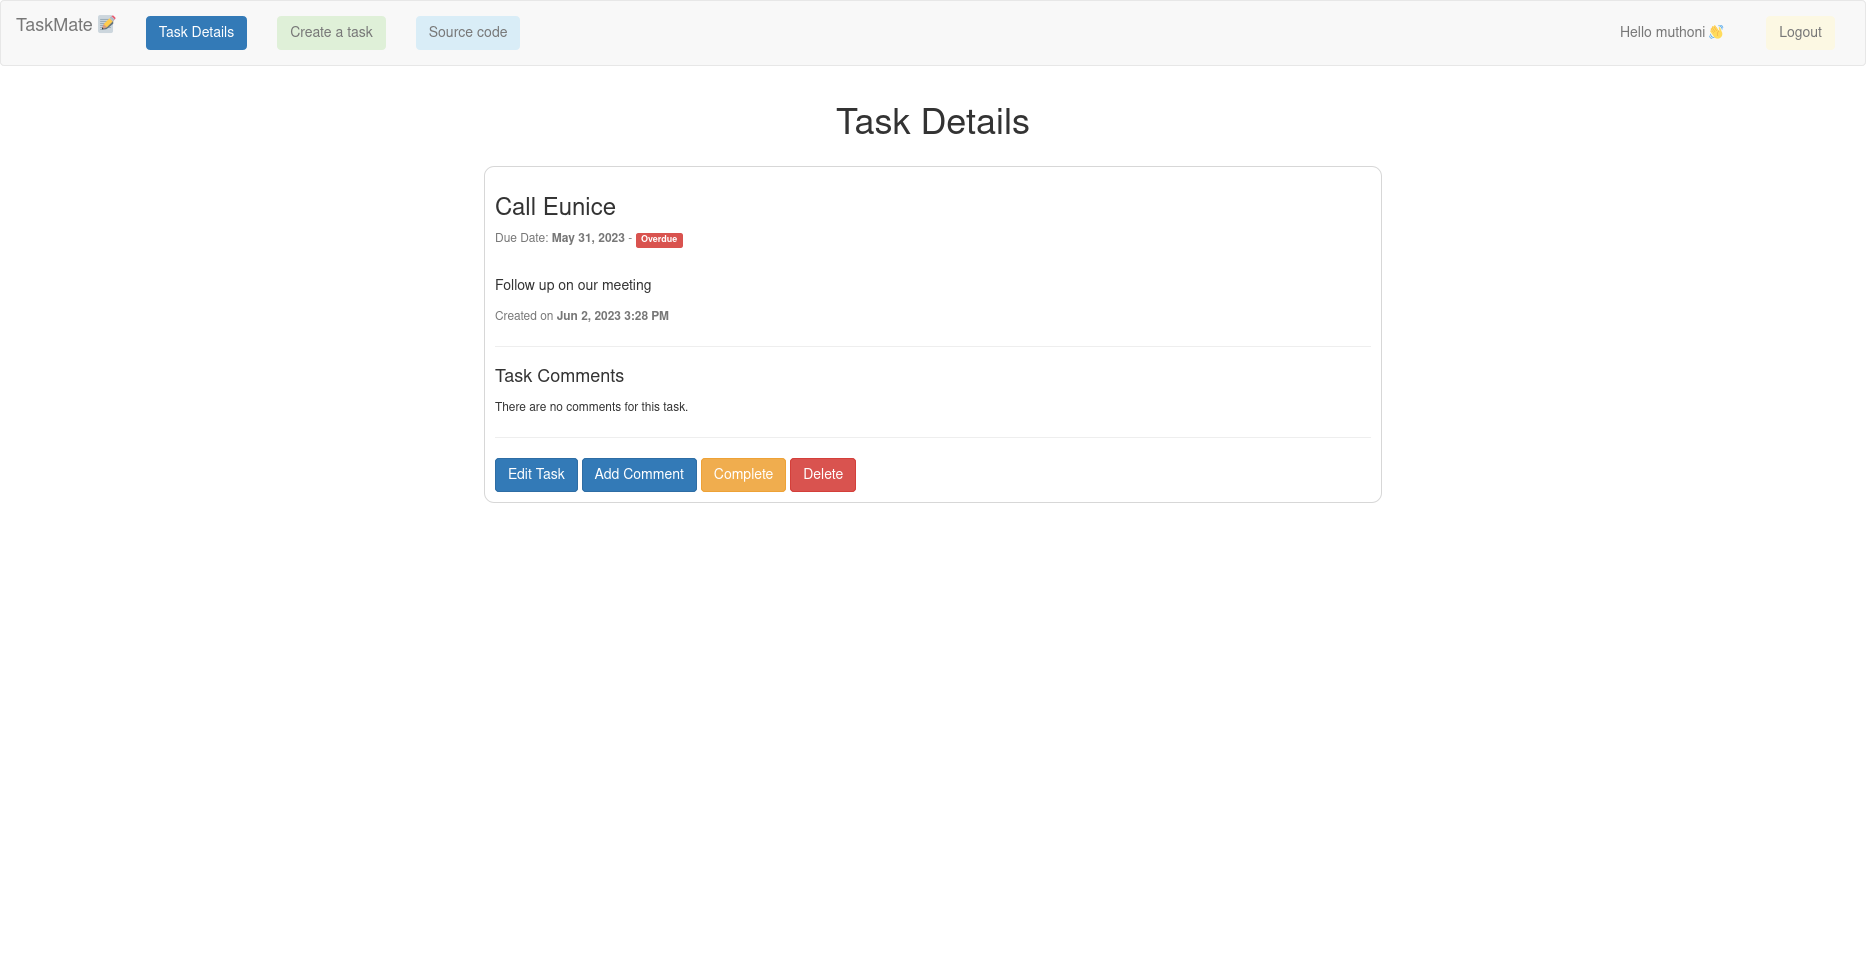 TaskMate 📝 Task Details Create a task Source code Hello muthoni 👋 Logout
Task Details
Call Eunice
Due Date: May 31, 2023 - Overdue
Follow up on our meeting
Created on Jun 2, 2023 3:28 PM
Task Comments
There are no comments for this task.
Edit Task Add Comment Complete Delete